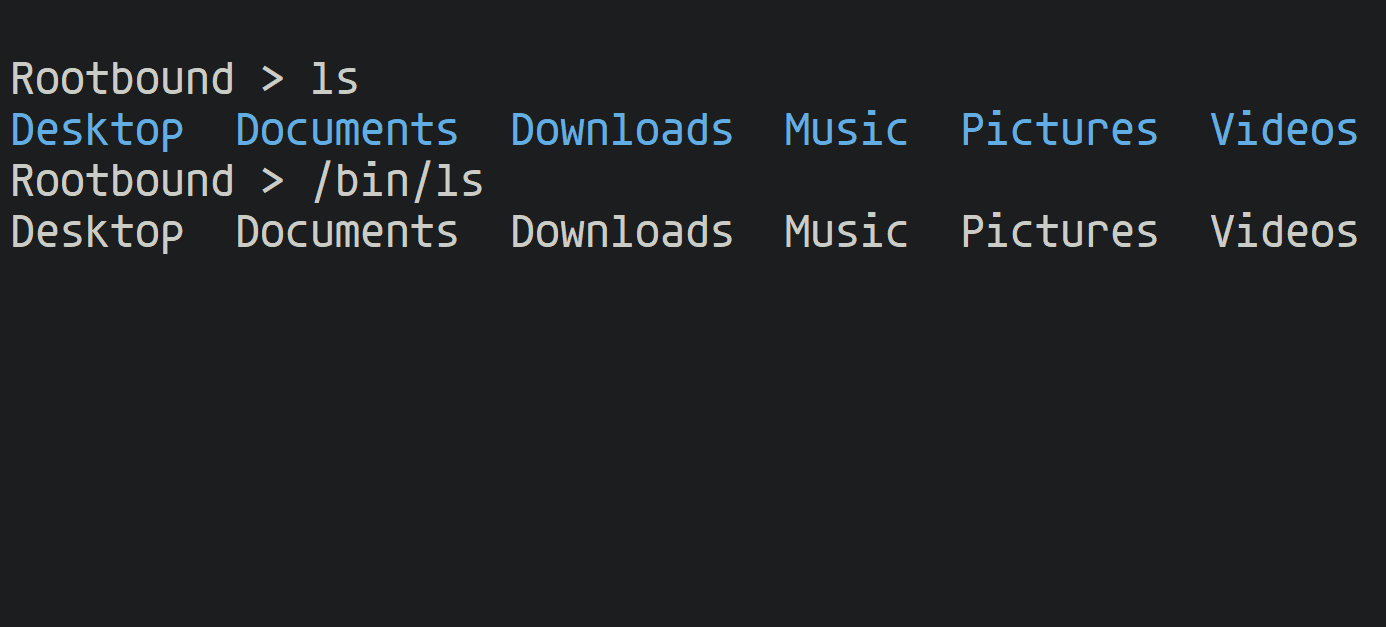 Rootbound > ls
Desktop  Documents  Downloads  Music  Pictures  Videos
Rootbound > /bin/ls
Desktop  Documents  Downloads  Music  Pictures  Videos